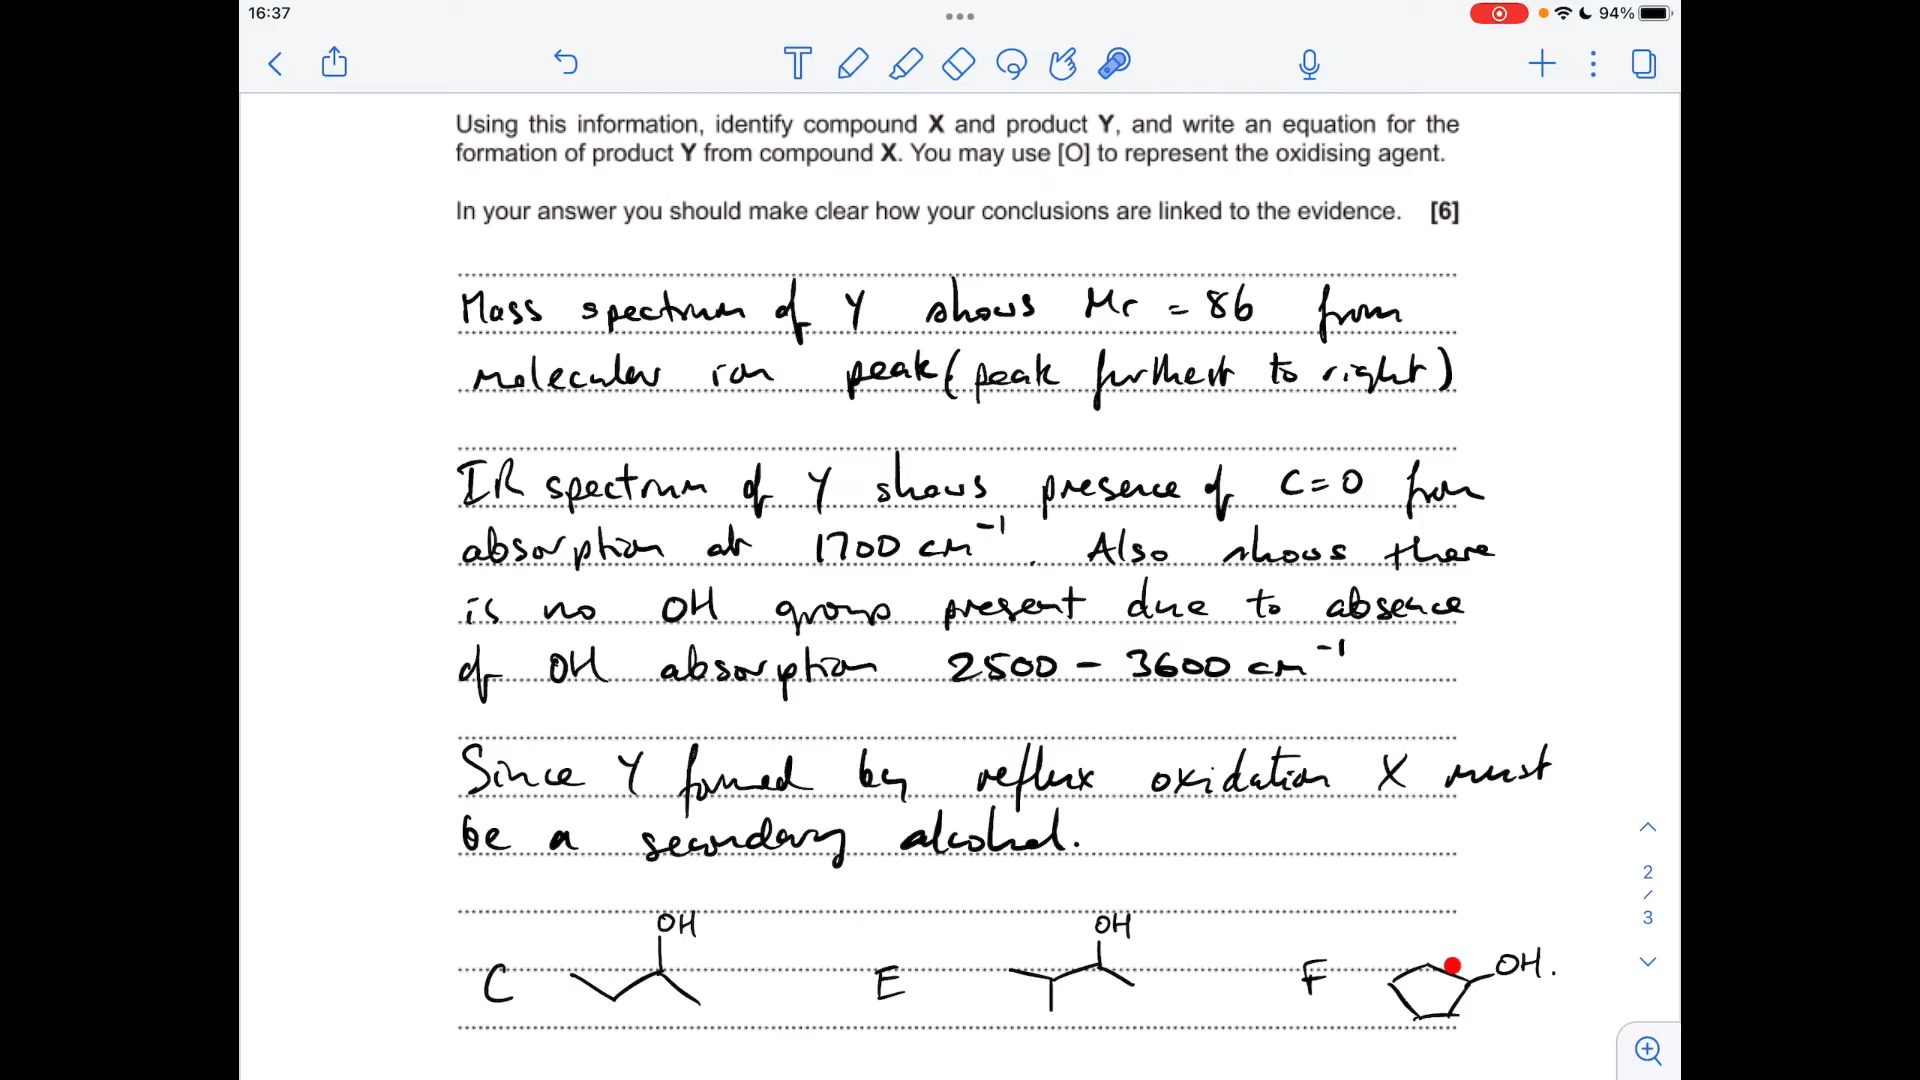 16:37
94%
Using this information, identify compound X and product Y, and write an equation for the
formation of product Y from compound X. You may use [O] to represent the oxidising agent.
In your answer you should make clear how your conclusions are linked to the evidence. [6]
Mass spectrum of Y shows Mr = 86 from
molecular ion peak (peak furthest to right)
IR spectrum of Y shows presence of C=O from
absorption at 1700 cm⁻¹. Also shows there
is no OH group present due to absence
of OH absorption 2500 - 3600 cm⁻¹
Since Y formed by reflux oxidation X must
be a secondary alcohol.
OH OH
C E F OH.
2
/
3